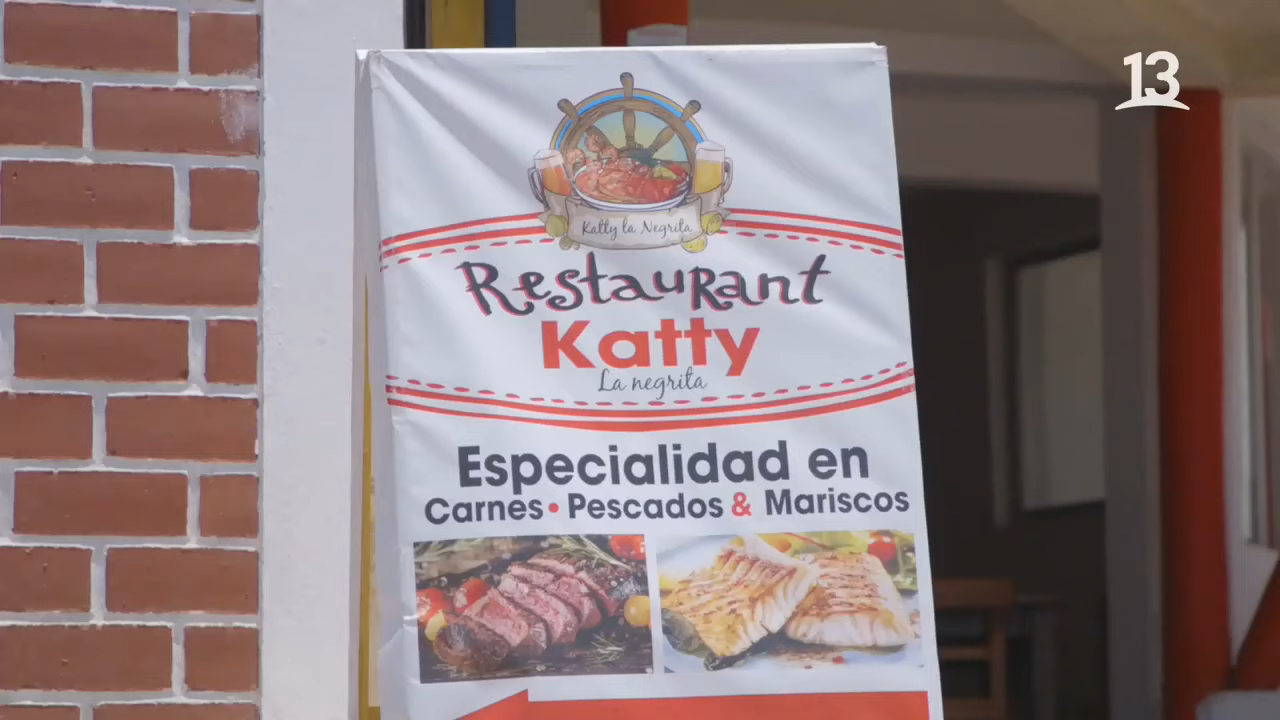 13
Katty la Negrita
Restaurant
Katty
La negrita
Especialidad en
Carnes • Pescados & Mariscos